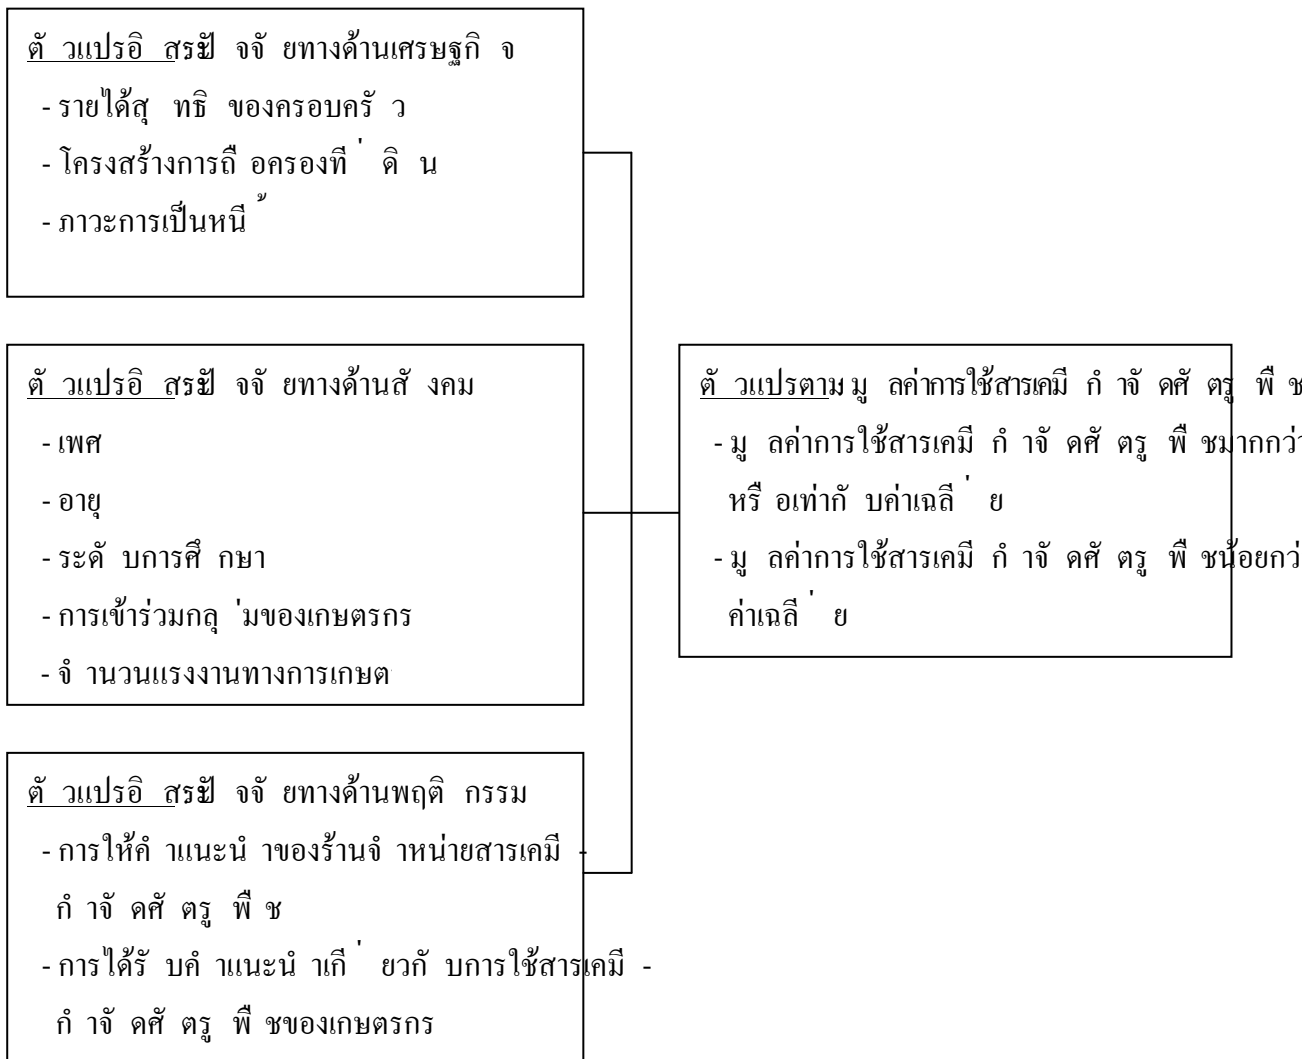 ตัวแปรอิสระ: ปัจจัยทางด้านเศรษฐกิจ
- รายได้สุทธิของครอบครัว
- โครงสร้างการถือครองที่ดิน
- ภาวะการเป็นหนี้
ตัวแปรอิสระ: ปัจจัยทางด้านสังคม
- เพศ
- อายุ
- ระดับการศึกษา
- การเข้าร่วมกลุ่มของเกษตรกร
- จำนวนแรงงานทางการเกษต
ตัวแปรตาม: มูลค่าการใช้สารเคมีกำจัดศัตรูพืช
- มูลค่าการใช้สารเคมีกำจัดศัตรูพืชมากกว่า
หรือเท่ากับค่าเฉลี่ย
- มูลค่าการใช้สารเคมีกำจัดศัตรูพืชน้อยกว่
ค่าเฉลี่ย
ตัวแปรอิสระ: ปัจจัยทางด้านพฤติกรรม
- การให้คำแนะนำของร้านจำหน่ายสารเคมี -
กำจัดศัตรูพืช
- การได้รับคำแนะนำเกี่ยวกับการใช้สารเคมี -
กำจัดศัตรูพืชของเกษตรกร